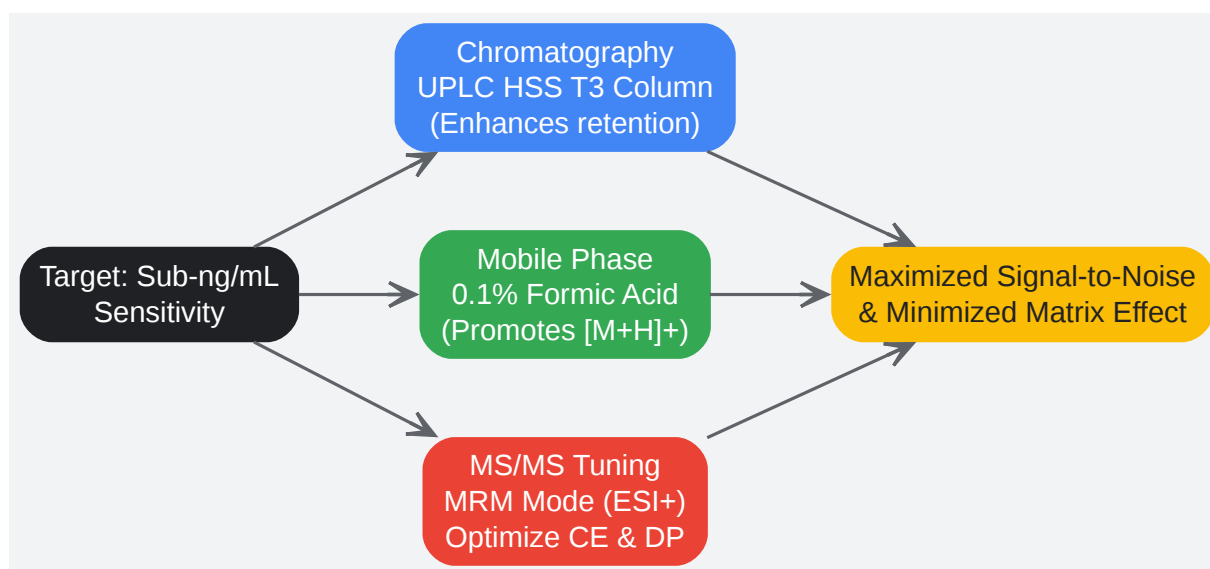 Chromatography
UPLC HSS T3 Column
(Enhances retention)
Target: Sub-ng/mL
Sensitivity
Mobile Phase
0.1% Formic Acid
(Promotes [M+H]+)
Maximized Signal-to-Noise
& Minimized Matrix Effect
MS/MS Tuning
MRM Mode (ESI+)
Optimize CE & DP